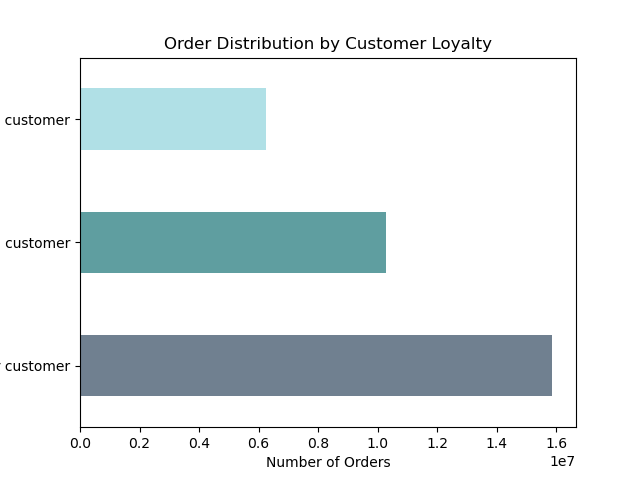 Order Distribution by Customer Loyalty
customer
customer
customer
0.0 0.2 0.4 0.6 0.8 1.0 1.2 1.4 1.6
1e7
Number of Orders